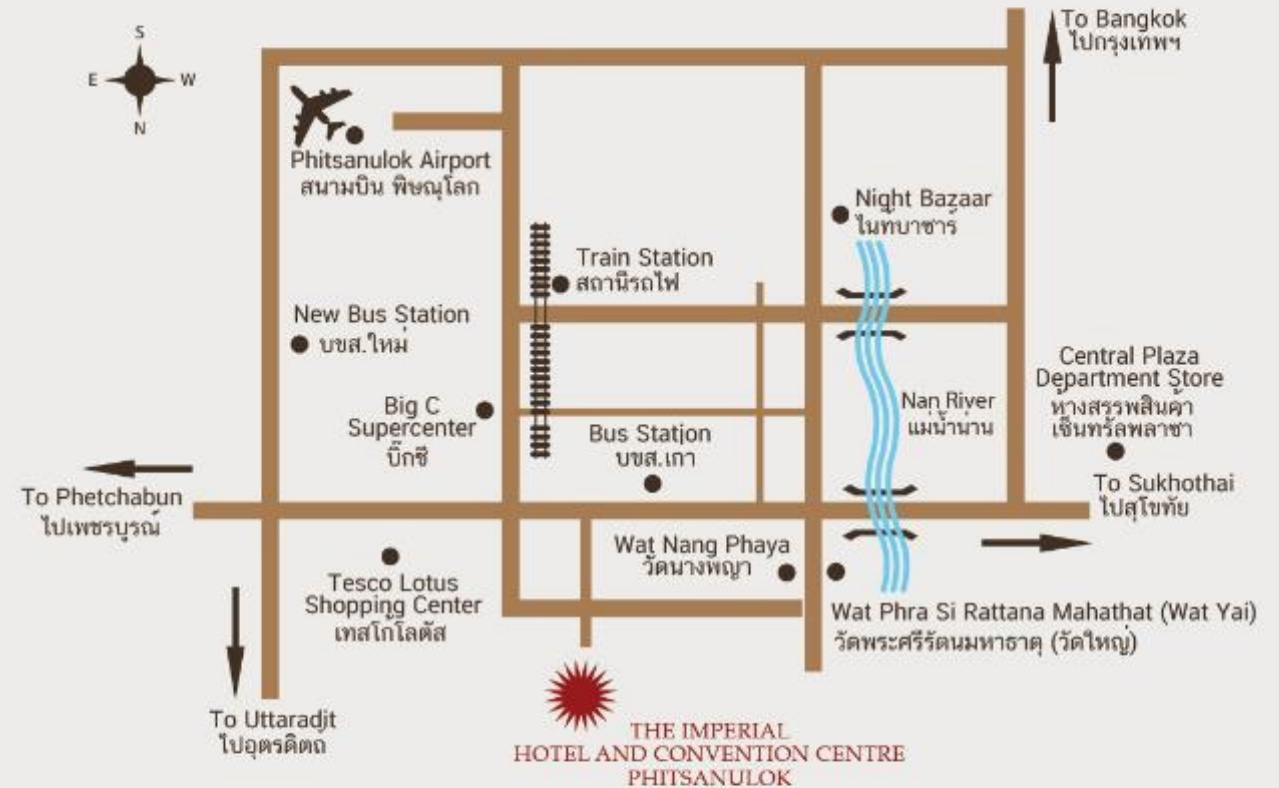 S
E W
N
To Bangkok
ไปกรุงเทพฯ
Phitsanulok Airport
สนามบิน พิษณุโลก
Night Bazaar
ไนท์บาซาร์
Train Station
สถานีรถไฟ
New Bus Station
บขส.ใหม่
Central Plaza
Department Store
ห้างสรรพสินค้า
เซ็นทรัลพลาซา
Big C
Supercenter
บิ๊กซี
Nan River
แม่น้ำน่าน
Bus Station
บขส.เกา
To Phetchabun
ไปเพชรบูรณ์
To Sukhothai
ไปสุโขทัย
Wat Nang Phaya
วัดนางพญา
Tesco Lotus
Shopping Center
เทสโก้โลตัส
Wat Phra Si Rattana Mahathat (Wat Yai)
วัดพระศรีรัตนมหาธาตุ (วัดใหญ่)
To Uttaradjt
ไปอุตรดิตถ์
THE IMPERIAL
HOTEL AND CONVENTION CENTRE
PHITSANULOK